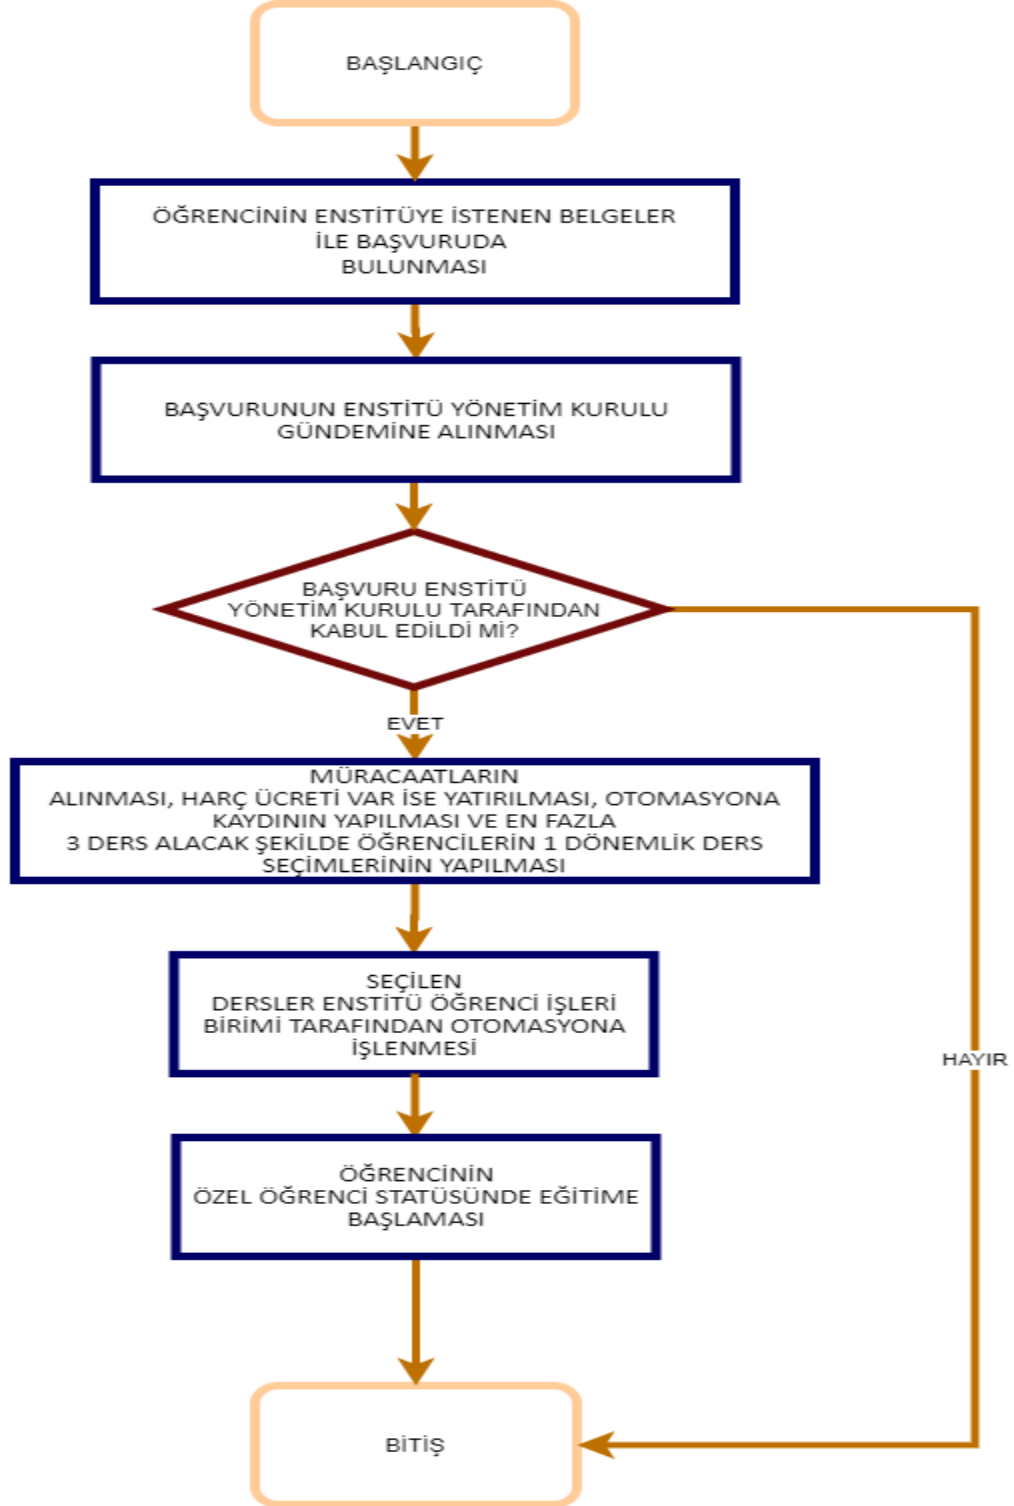 BAŞLANGIÇ
ÖĞRENCİNİN ENSTİTÜYE İSTENEN BELGELER
İLE BAŞVURUDA
BULUNMASI
BAŞVURUNUN ENSTİTÜ YÖNETİM KURULU
GÜNDEMİNE ALINMASI
BAŞVURU ENSTİTÜ
YÖNETİM KURULU TARAFINDAN
KABUL EDİLDİ Mİ?
EVET
MÜRACAATLARIN
ALINMASI, HARÇ ÜCRETİ VAR İSE YATIRILMASI, OTOMASYONA
KAYDININ YAPILMASI VE EN FAZLA
3 DERS ALACAK ŞEKİLDE ÖĞRENCİLERİN 1 DÖNEMLİK DERS
SEÇİMLERİNİN YAPILMASI
SEÇİLEN
DERSLER ENSTİTÜ ÖĞRENCİ İŞLERİ
BİRİMİ TARAFINDAN OTOMASYONA
İŞLENMESİ
HAYIR
ÖĞRENCİNİN
ÖZEL ÖĞRENCİ STATÜSÜNDE EĞİTİME
BAŞLAMASI
BİTİŞ